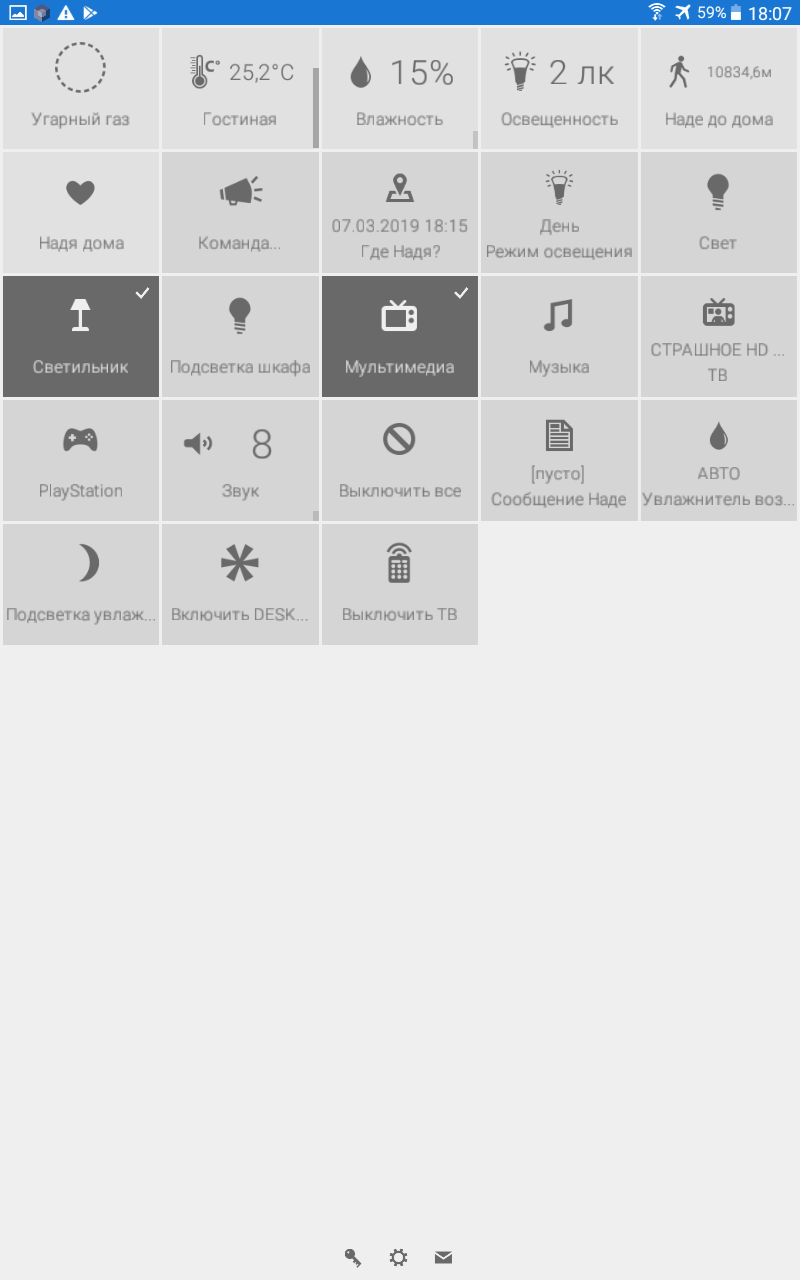 59% 18:07
C° 25,2°C
15%
2 лк
10834,6м
Угарный газ
Гостиная
Влажность
Освещенность
Наде до дома
Надя дома
Команда...
07.03.2019 18:15
Где Надя?
День
Режим освещения
Свет
Светильник
Подсветка шкафа
Мультимедиа
Музыка
СТРАШНОЕ HD ...
ТВ
PlayStation
8
Звук
Выключить все
[пусто]
Сообщение Наде
АВТО
Увлажнитель воз...
Подсветка увлаж...
Включить DESK...
Выключить ТВ